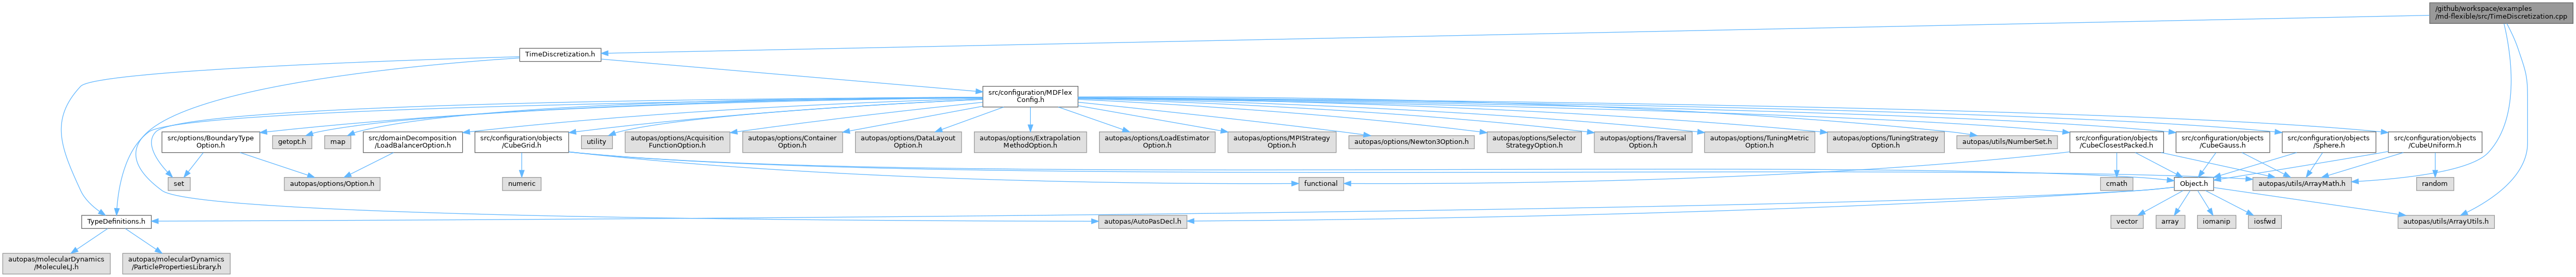 /github/workspace/examples
/md-flexible/src/TimeDiscretization.cpp
TimeDiscretization.h
src/configuration/MDFlex
Config.h
src/options/BoundaryType
Option.h
getopt.h
map
src/domainDecomposition
/LoadBalancerOption.h
src/configuration/objects
/CubeGrid.h
utility
autopas/options/Acquisition
FunctionOption.h
autopas/options/Container
Option.h
autopas/options/DataLayout
Option.h
autopas/options/Extrapolation
MethodOption.h
autopas/options/LoadEstimator
Option.h
autopas/options/MPIStrategy
Option.h
autopas/options/Newton3Option.h
autopas/options/Selector
StrategyOption.h
autopas/options/Traversal
Option.h
autopas/options/TuningMetric
Option.h
autopas/options/TuningStrategy
Option.h
autopas/utils/NumberSet.h
src/configuration/objects
/CubeClosestPacked.h
src/configuration/objects
/CubeGauss.h
src/configuration/objects
/Sphere.h
src/configuration/objects
/CubeUniform.h
set
autopas/options/Option.h
numeric
functional
cmath
Object.h
autopas/utils/ArrayMath.h
random
TypeDefinitions.h
autopas/AutoPasDecl.h
vector
array
iomanip
iosfwd
autopas/utils/ArrayUtils.h
autopas/molecularDynamics
/MoleculeLJ.h
autopas/molecularDynamics
/ParticlePropertiesLibrary.h